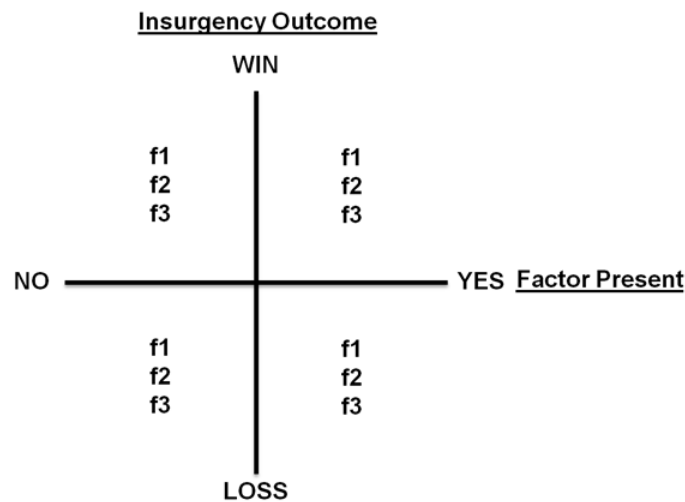 Insurgency Outcome
WIN
f1 f1
f2 f2
f3 f3
NO YES Factor Present
f1 f1
f2 f2
f3 f3
LOSS